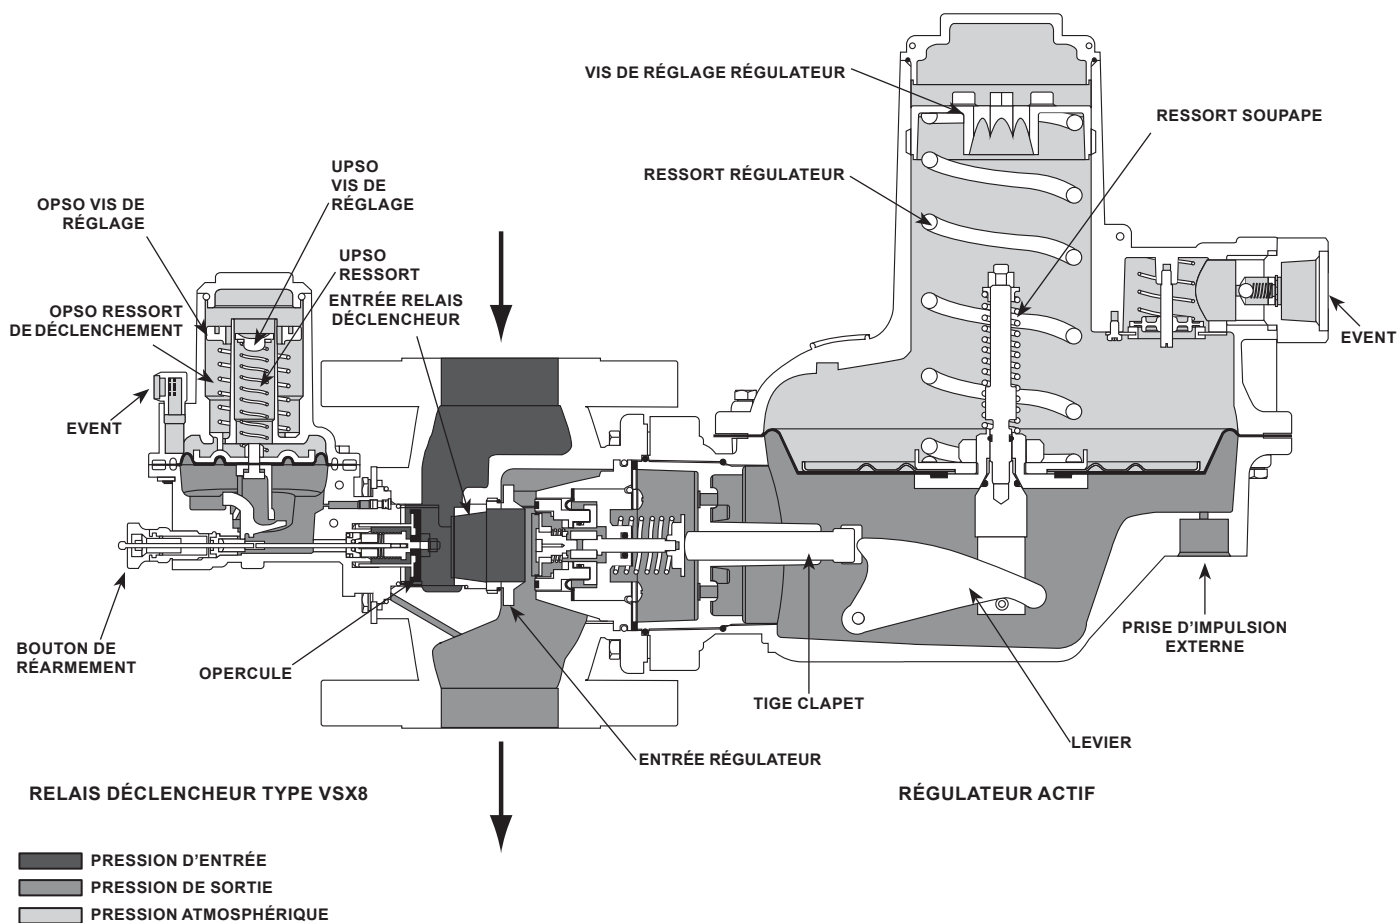 VIS DE RÉGLAGE RÉGULATEUR
RESSORT SOUPAPE
UPSO
VIS DE
RÉGLAGE
RESSORT RÉGULATEUR
OPSO VIS DE
RÉGLAGE
UPSO
RESSORT
ENTRÉE RELAIS
DÉCLENCHEUR
OPSO RESSORT
DE DÉCLENCHEMENT
EVENT
EVENT
BOUTON DE
RÉARMEMENT
OPERCULE
PRISE D'IMPULSION
EXTERNE
TIGE CLAPET
LEVIER
ENTRÉE RÉGULATEUR
RELAIS DÉCLENCHEUR TYPE VSX8
RÉGULATEUR ACTIF
PRESSION D'ENTRÉE
PRESSION DE SORTIE
PRESSION ATMOSPHÉRIQUE